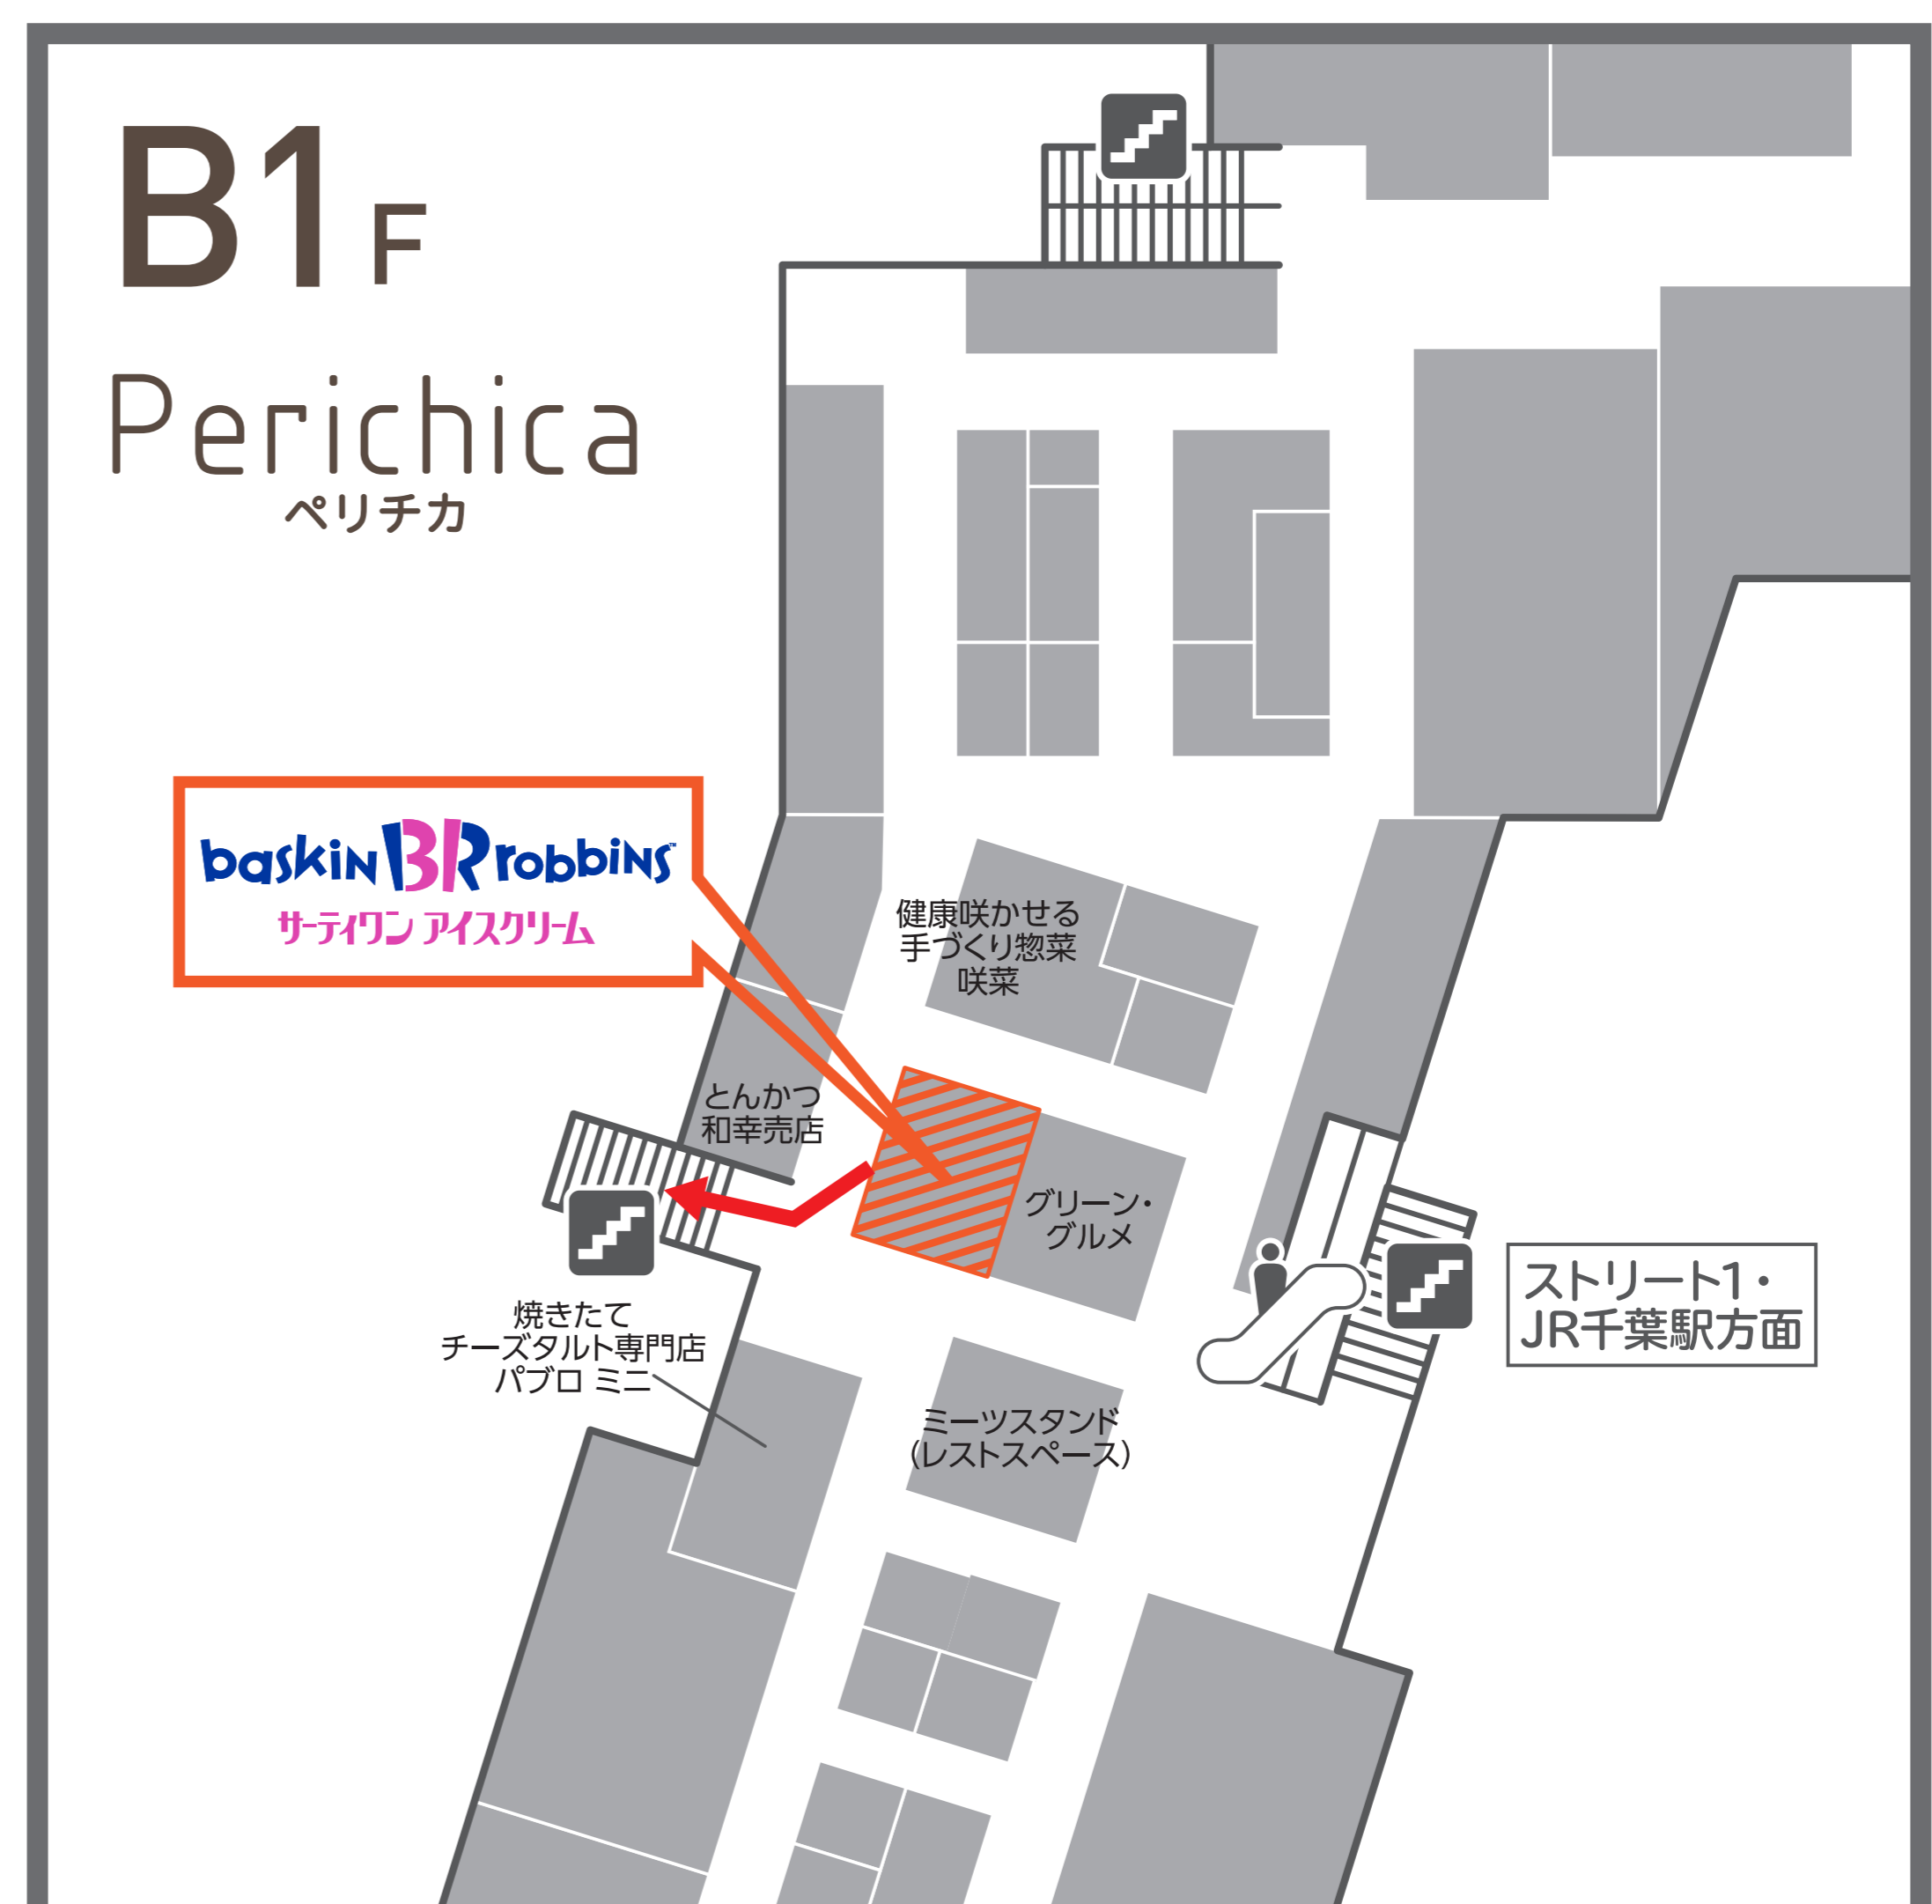 B1F
Perichica
ペリチカ
baskin BR robbins™
サーティワン アイスクリーム
健康咲かせる
手づくり惣菜
咲菜
とんかつ
和幸売店
グリーン・
グルメ
ストリート1・
JR千葉駅方面
焼きたて
チーズタルト専門店
パブロ ミニ
ミーツスタンド
（レストスペース）